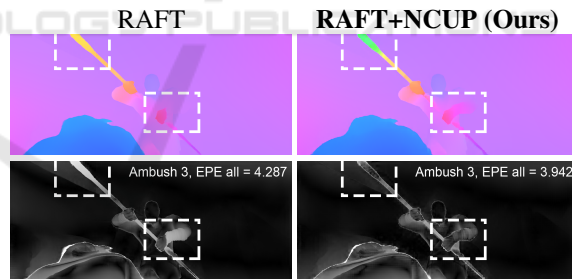 RAFT
RAFT+NCUP (Ours)
Ambush 3, EPE all = 4.287
Ambush 3, EPE all = 3.942